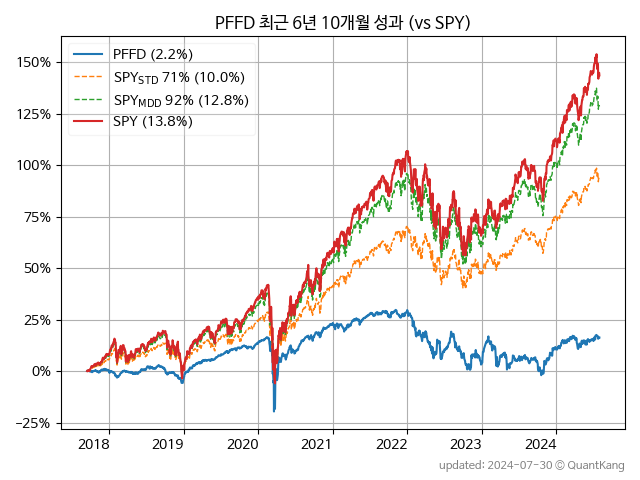 PFFD 최근 6년 10개월 성과 (vs SPY)
PFFD (2.2%)
SPY_STD 71% (10.0%)
SPY_MDD 92% (12.8%)
SPY (13.8%)
150%
125%
100%
75%
50%
25%
0%
−25%
2018 2019 2020 2021 2022 2023 2024
updated: 2024-07-30 © QuantKang